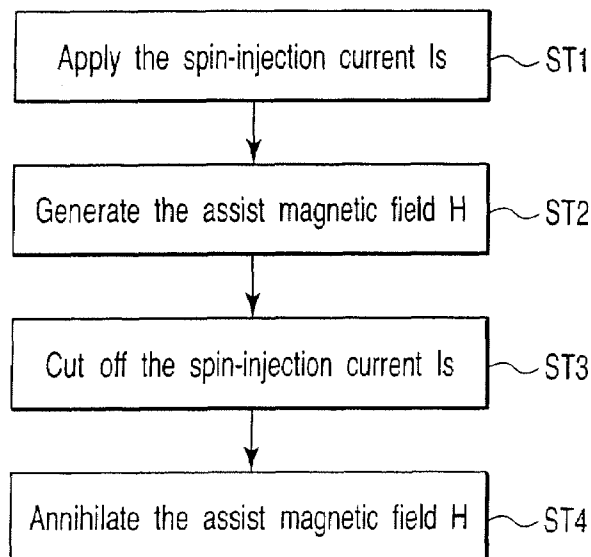 Apply the spin-injection current Is ST1
Generate the assist magnetic field H ST2
Cut off the spin-injection current Is ST3
Annihilate the assist magnetic field H ST4